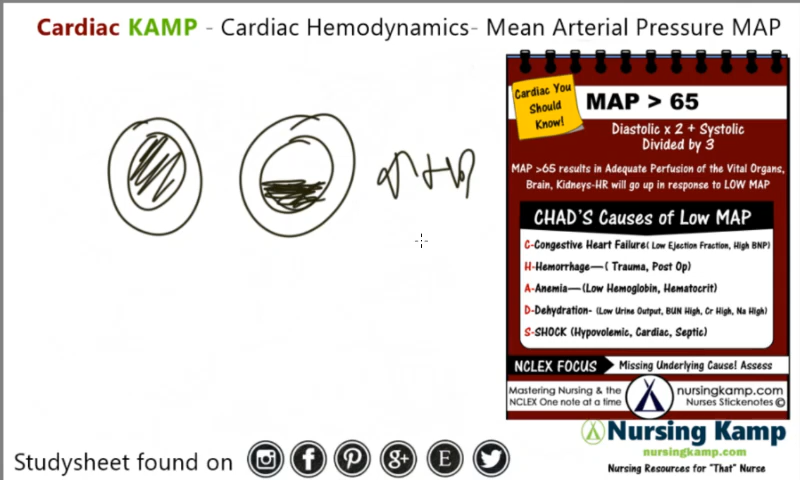 Cardiac KAMP - Cardiac Hemodynamics- Mean Arterial Pressure MAP
Cardiac You
Should
Know!
MAP > 65
Diastolic x 2 + Systolic
Divided by 3
MAP >65 results in Adequate Perfusion of the Vital Organs,
Brain, Kidneys-HR will go up in response to LOW MAP
CHAD'S Causes of Low MAP
C-Congestive Heart Failure( Low Ejection Fraction, High BNP)
H-Hemorrhage—( Trauma, Post Op)
A-Anemia—(Low Hemoglobin, Hematocrit)
D-Dehydration- (Low Urine Output, BUN High, Cr High, Na High)
S-SHOCK (Hypovolemic, Cardiac, Septic)
NCLEX FOCUS Missing Underlying Cause! Assess
Mastering Nursing & the
NCLEX One note at a time
nursingkamp.com
Nurses Stickenotes ©
Nursing Kamp
nursingkamp.com
Nursing Resources for "That" Nurse
Studysheet found on